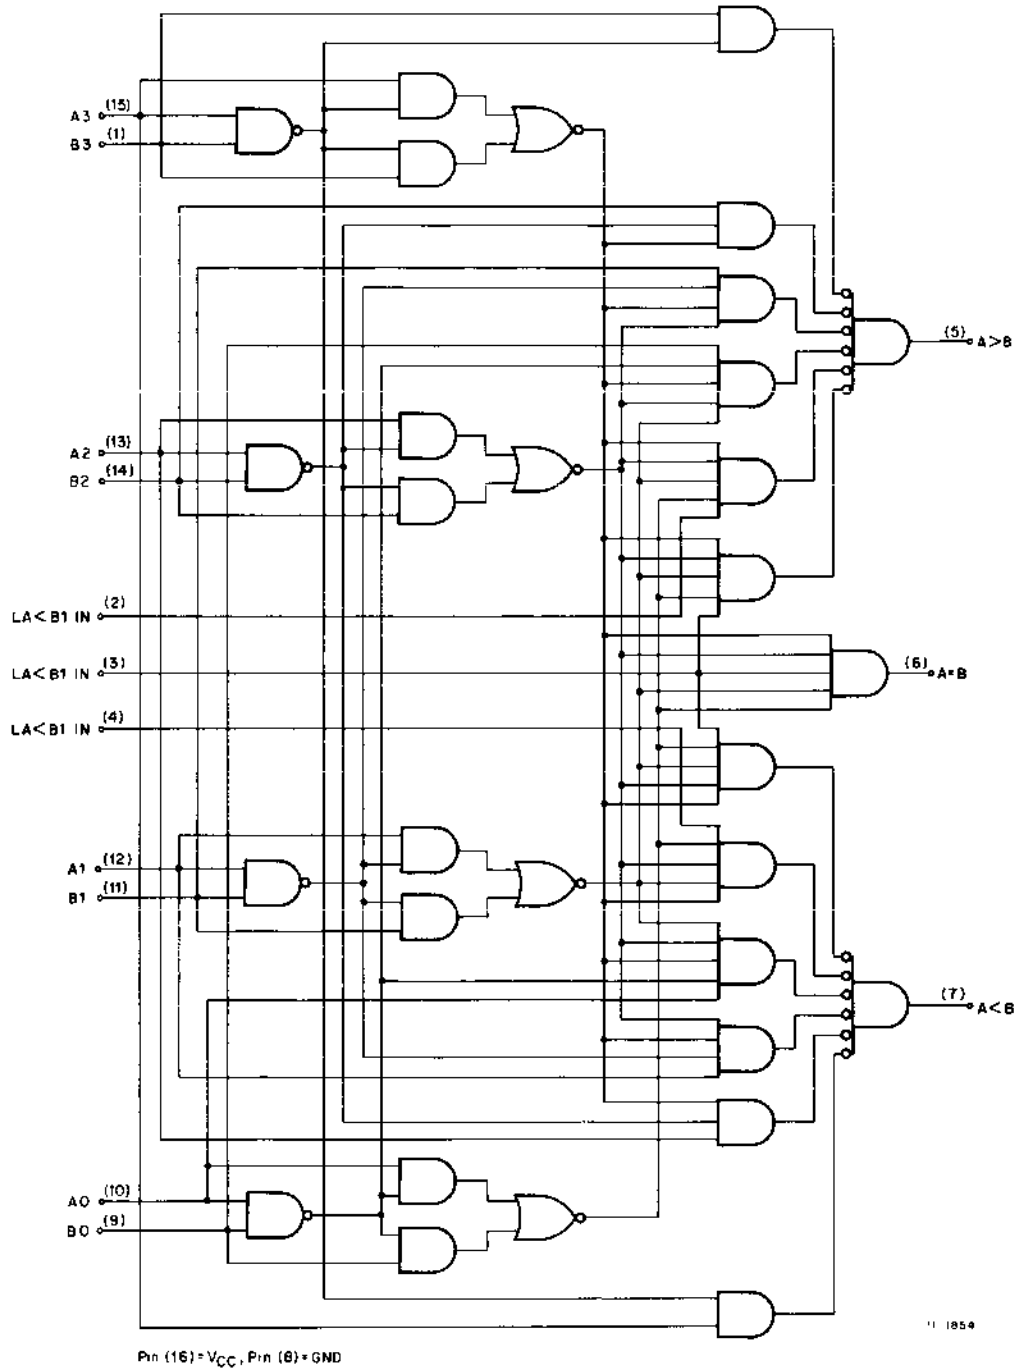 A3 (15)
B3 (1)
(5) A>B
A2 (13)
B2 (14)
LA<B1 IN (2)
LA<B1 IN (3)
(6) A=B
LA<B1 IN (4)
A1 (12)
B1 (11)
(7) A<B
A0 (10)
B0 (9)
1854
Pin (16)=VCC, Pin (8)=GND